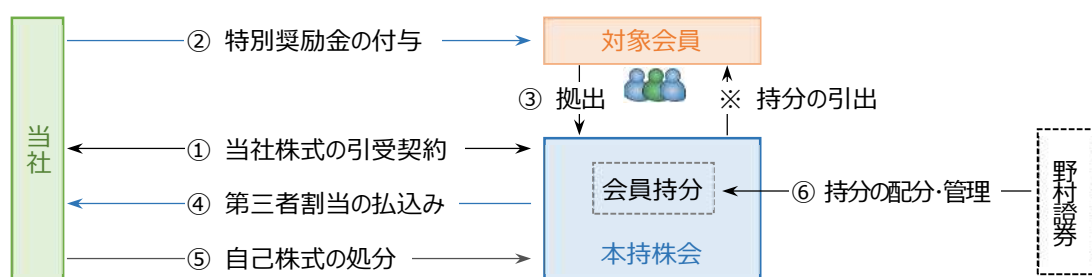 ② 特別奨励金の付与
対象会員
③ 拠出
※ 持分の引出
当社
① 当社株式の引受契約
会員持分
⑥ 持分の配分・管理
野村證券
④ 第三者割当の払込み
本持株会
⑤ 自己株式の処分